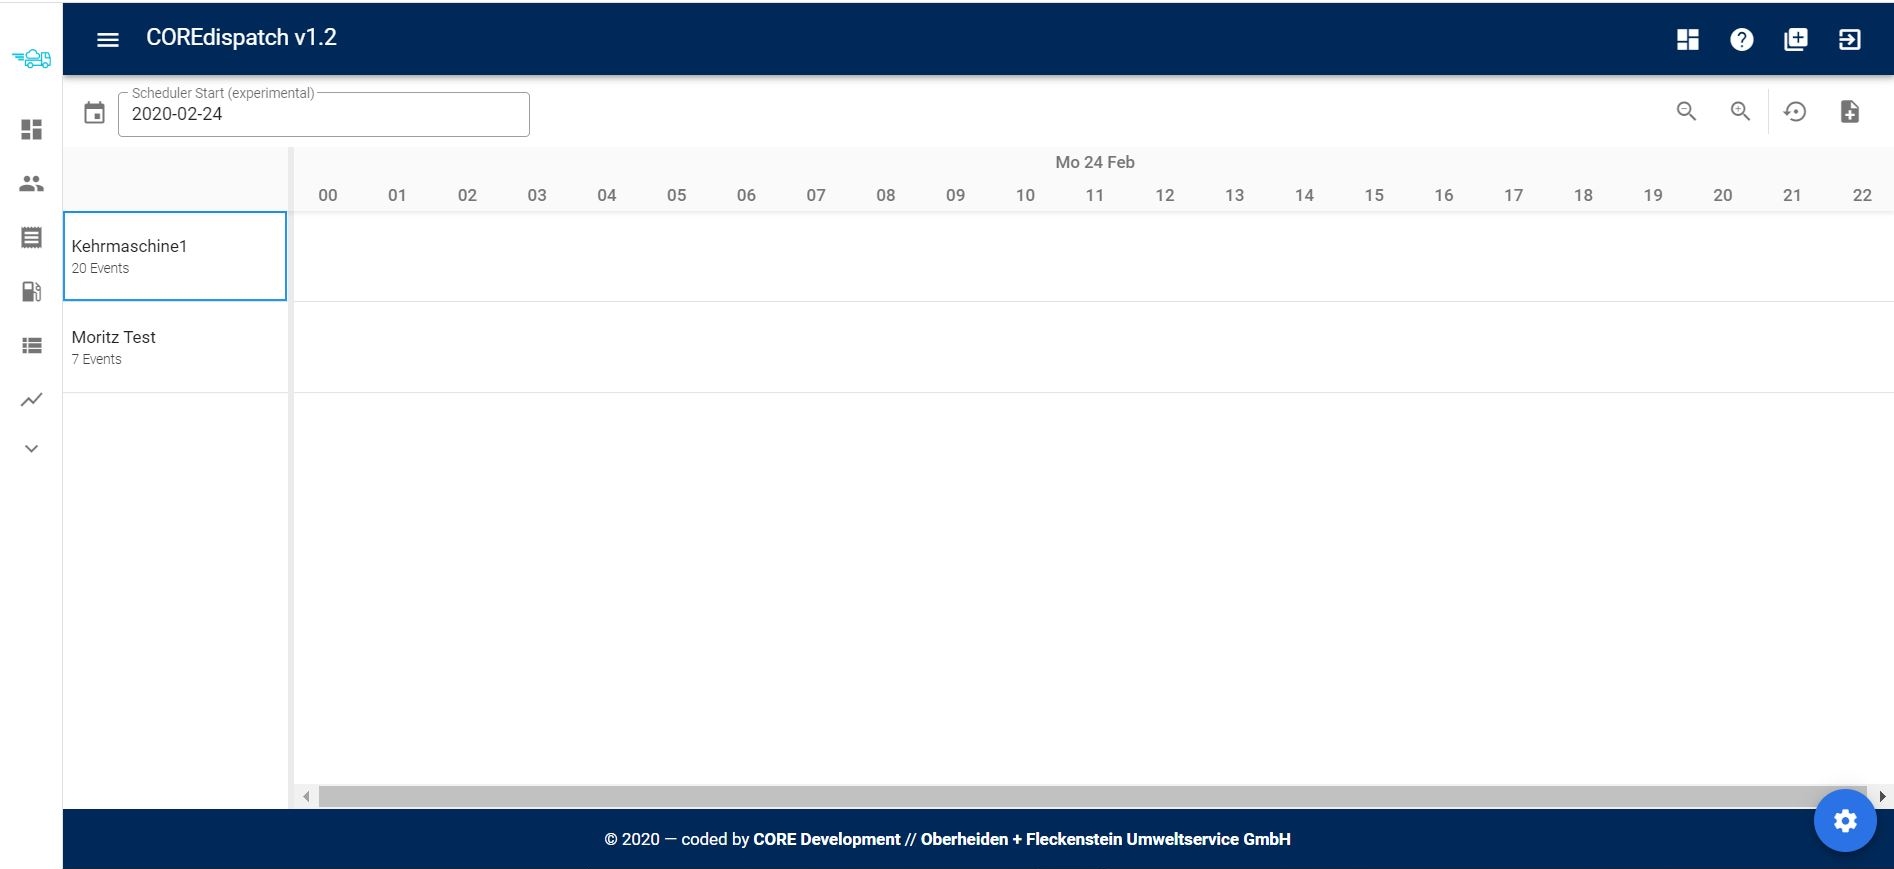 COREdispatch v1.2
Scheduler Start (experimental)
2020-02-24
Mo 24 Feb
00 01 02 03 04 05 06 07 08 09 10 11 12 13 14 15 16 17 18 19 20 21 22
Kehrmaschine1
20 Events
Moritz Test
7 Events
© 2020 — coded by CORE Development // Oberheiden + Fleckenstein Umweltservice GmbH